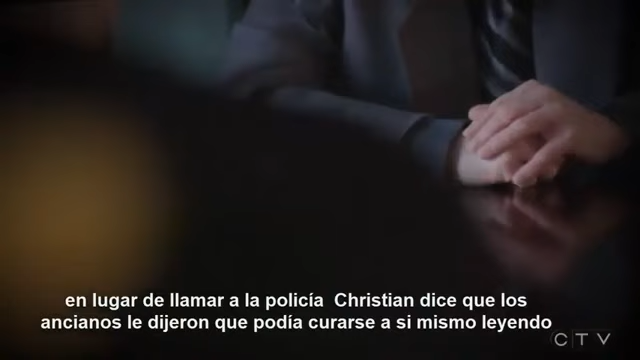 en lugar de llamar a la policía  Christian dice que los
ancianos le dijeron que podía curarse a si mismo leyendo
CTV